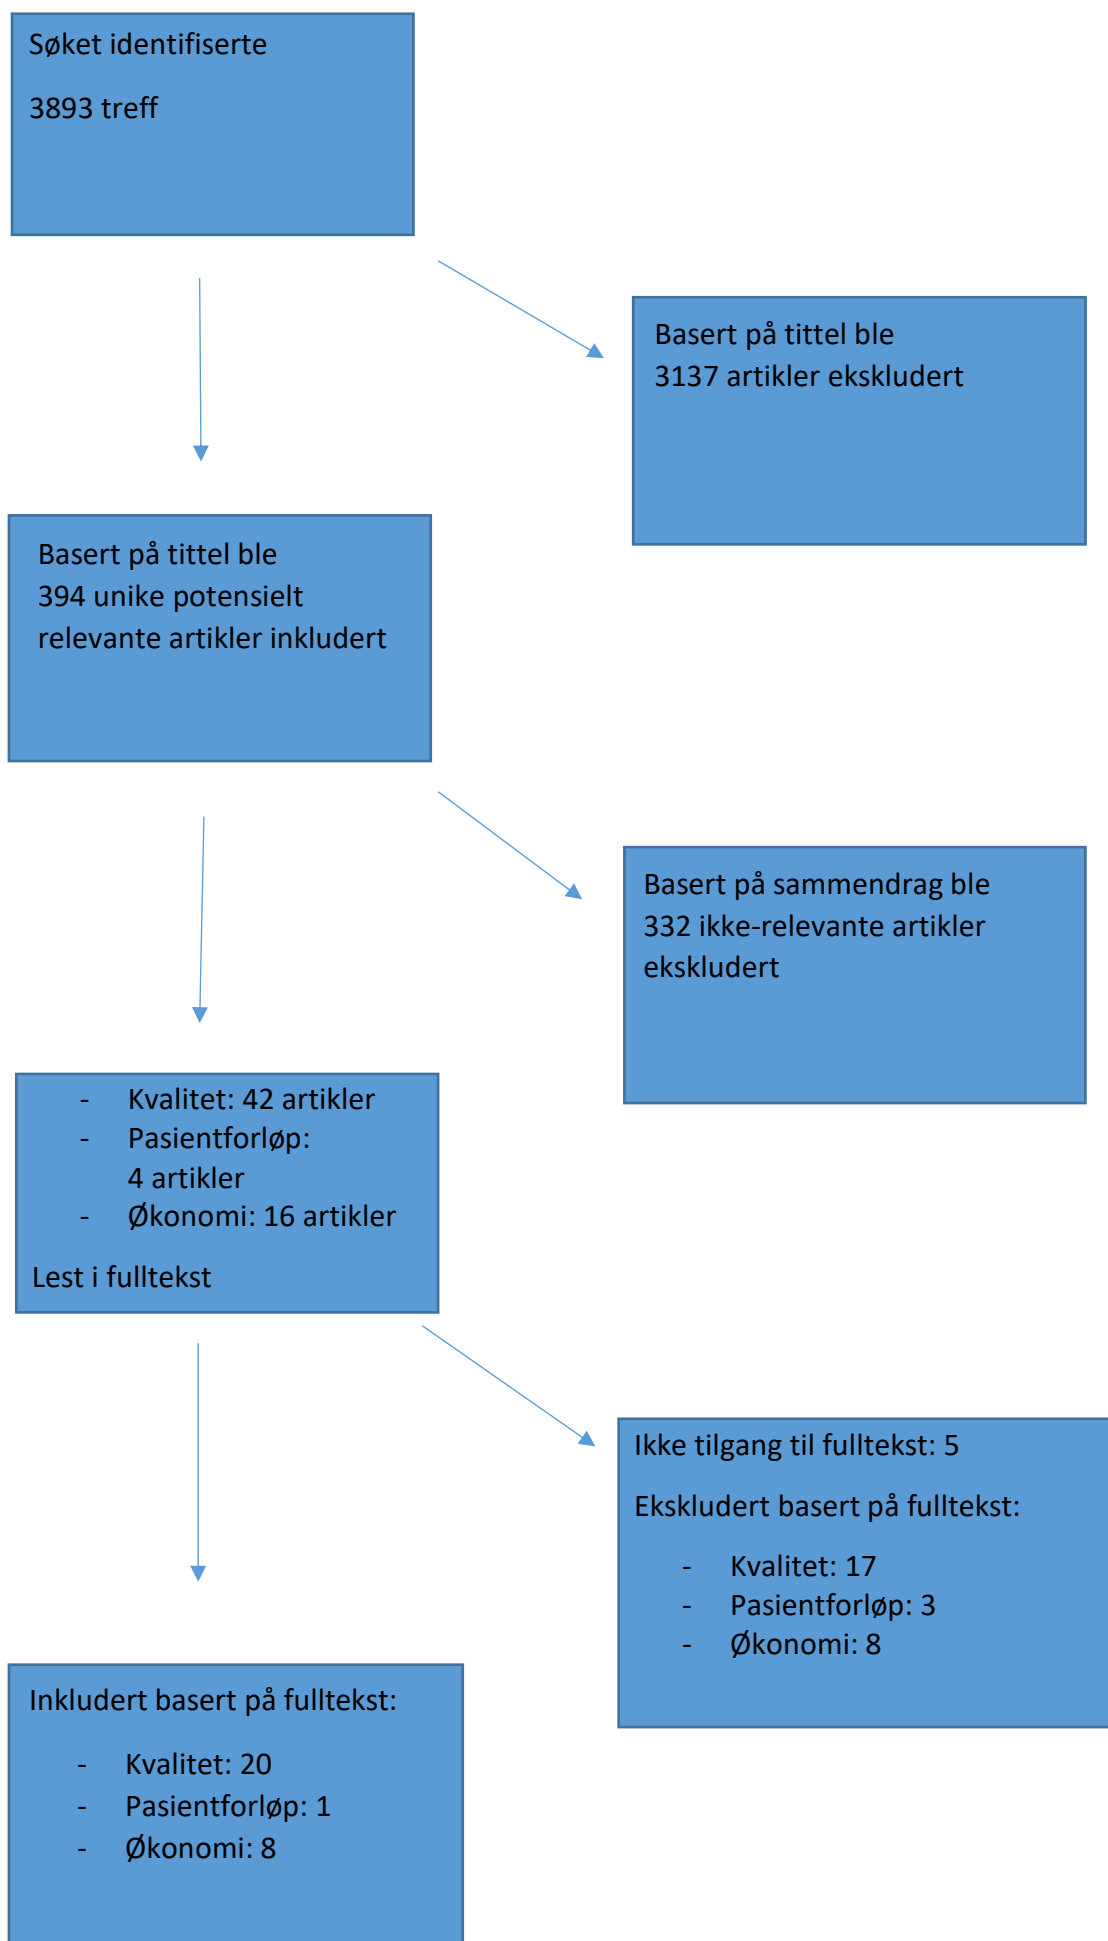 Søket identifiserte
3893 treff
Basert på tittel ble
3137 artikler ekskludert
Basert på tittel ble
394 unike potensielt
relevante artikler inkludert
Basert på sammendrag ble
332 ikke-relevante artikler
ekskludert
- Kvalitet: 42 artikler
- Pasientforløp:
4 artikler
- Økonomi: 16 artikler
Lest i fulltekst
Ikke tilgang til fulltekst: 5
Ekskludert basert på fulltekst:
- Kvalitet: 17
- Pasientforløp: 3
- Økonomi: 8
Inkludert basert på fulltekst:
- Kvalitet: 20
- Pasientforløp: 1
- Økonomi: 8